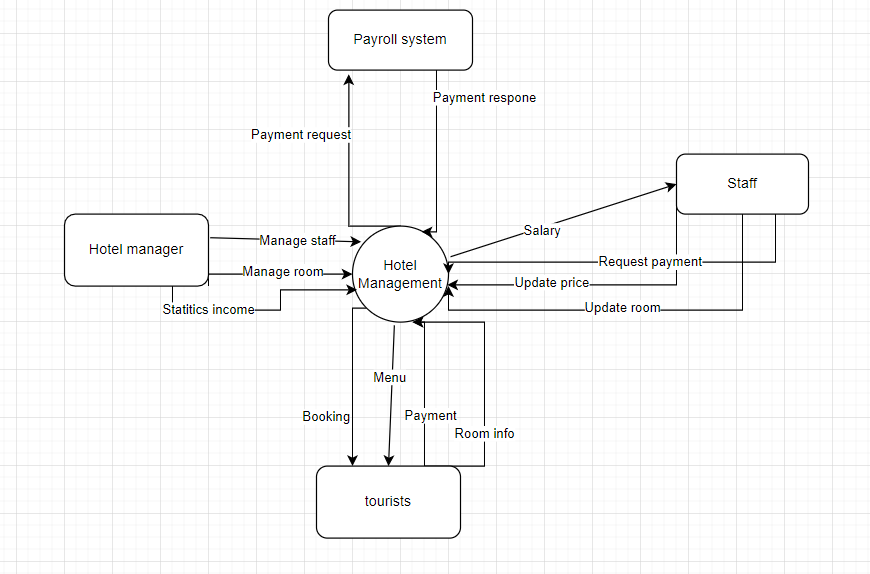 Payroll system
Payment respone
Payment request
Staff
Salary
Hotel manager
Manage staff
Hotel
Management
Request payment
Manage room
Update price
Statitics income
Update room
Menu
Booking
Payment
Room info
tourists